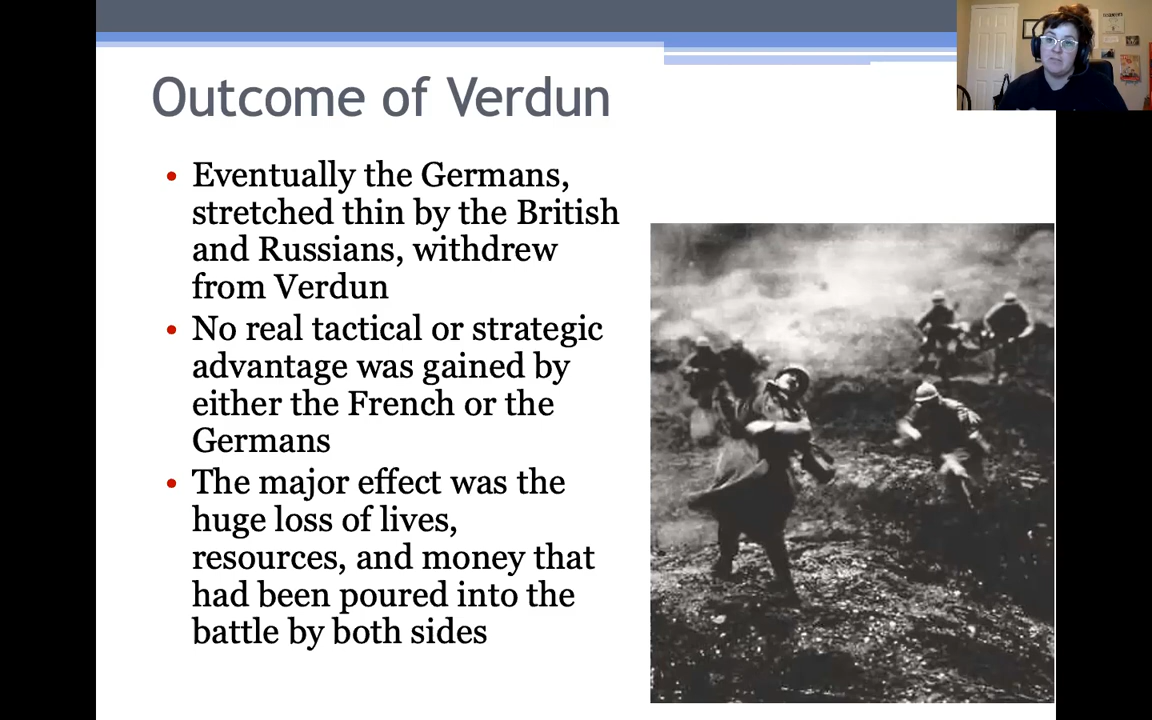 Outcome of Verdun
• Eventually the Germans,
stretched thin by the British
and Russians, withdrew
from Verdun
• No real tactical or strategic
advantage was gained by
either the French or the
Germans
• The major effect was the
huge loss of lives,
resources, and money that
had been poured into the
battle by both sides